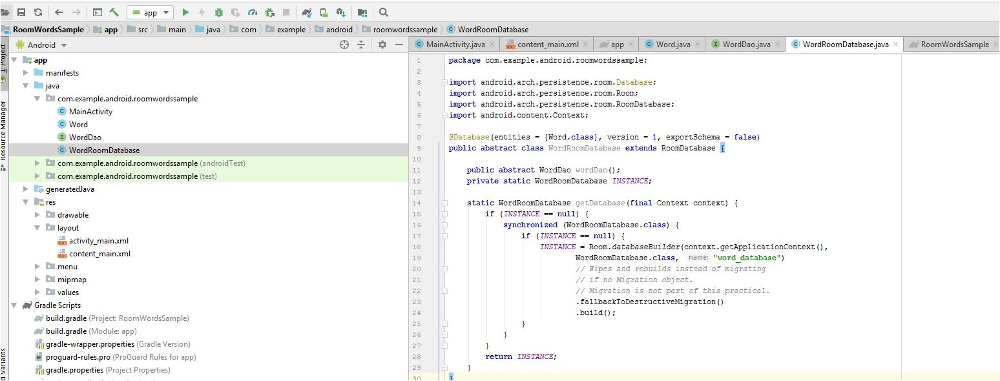 app
RoomWordsSample app src main java com example android roomwordssample WordRoomDatabase
1: Project
Resource Manager
Android
app
manifests
java
com.example.android.roomwordssample
MainActivity
Word
WordDao
WordRoomDatabase
com.example.android.roomwordssample (androidTest)
com.example.android.roomwordssample (test)
generatedJava
res
drawable
layout
activity_main.xml
content_main.xml
menu
mipmap
values
Gradle Scripts
build.gradle (Project: RoomWordsSample)
build.gradle (Module: app)
gradle-wrapper.properties (Gradle Version)
proguard-rules.pro (ProGuard Rules for app)
gradle.properties (Project Properties)
MainActivity.java content_main.xml app Word.java WordDao.java WordRoomDatabase.java RoomWordsSample
1 package com.example.android.roomwordssample;
2
3 import android.arch.persistence.room.Database;
4 import android.arch.persistence.room.Room;
5 import android.arch.persistence.room.RoomDatabase;
6 import android.content.Context;
7
8 @Database(entities = {Word.class}, version = 1, exportSchema = false)
9 public abstract class WordRoomDatabase extends RoomDatabase {
10
11 public abstract WordDao wordDao();
12 private static WordRoomDatabase INSTANCE;
13
14 static WordRoomDatabase getDatabase(final Context context) {
15 if (INSTANCE == null) {
16 synchronized (WordRoomDatabase.class) {
17 if (INSTANCE == null) {
18 INSTANCE = Room.databaseBuilder(context.getApplicationContext(),
19 WordRoomDatabase.class, name: "word_database")
20 // Wipes and rebuilds instead of migrating
21 // if no Migration object.
22 // Migration is not part of this practical.
23 .fallbackToDestructiveMigration()
24 .build();
25 }
26 }
27 }
28 return INSTANCE;
29 }
30 }